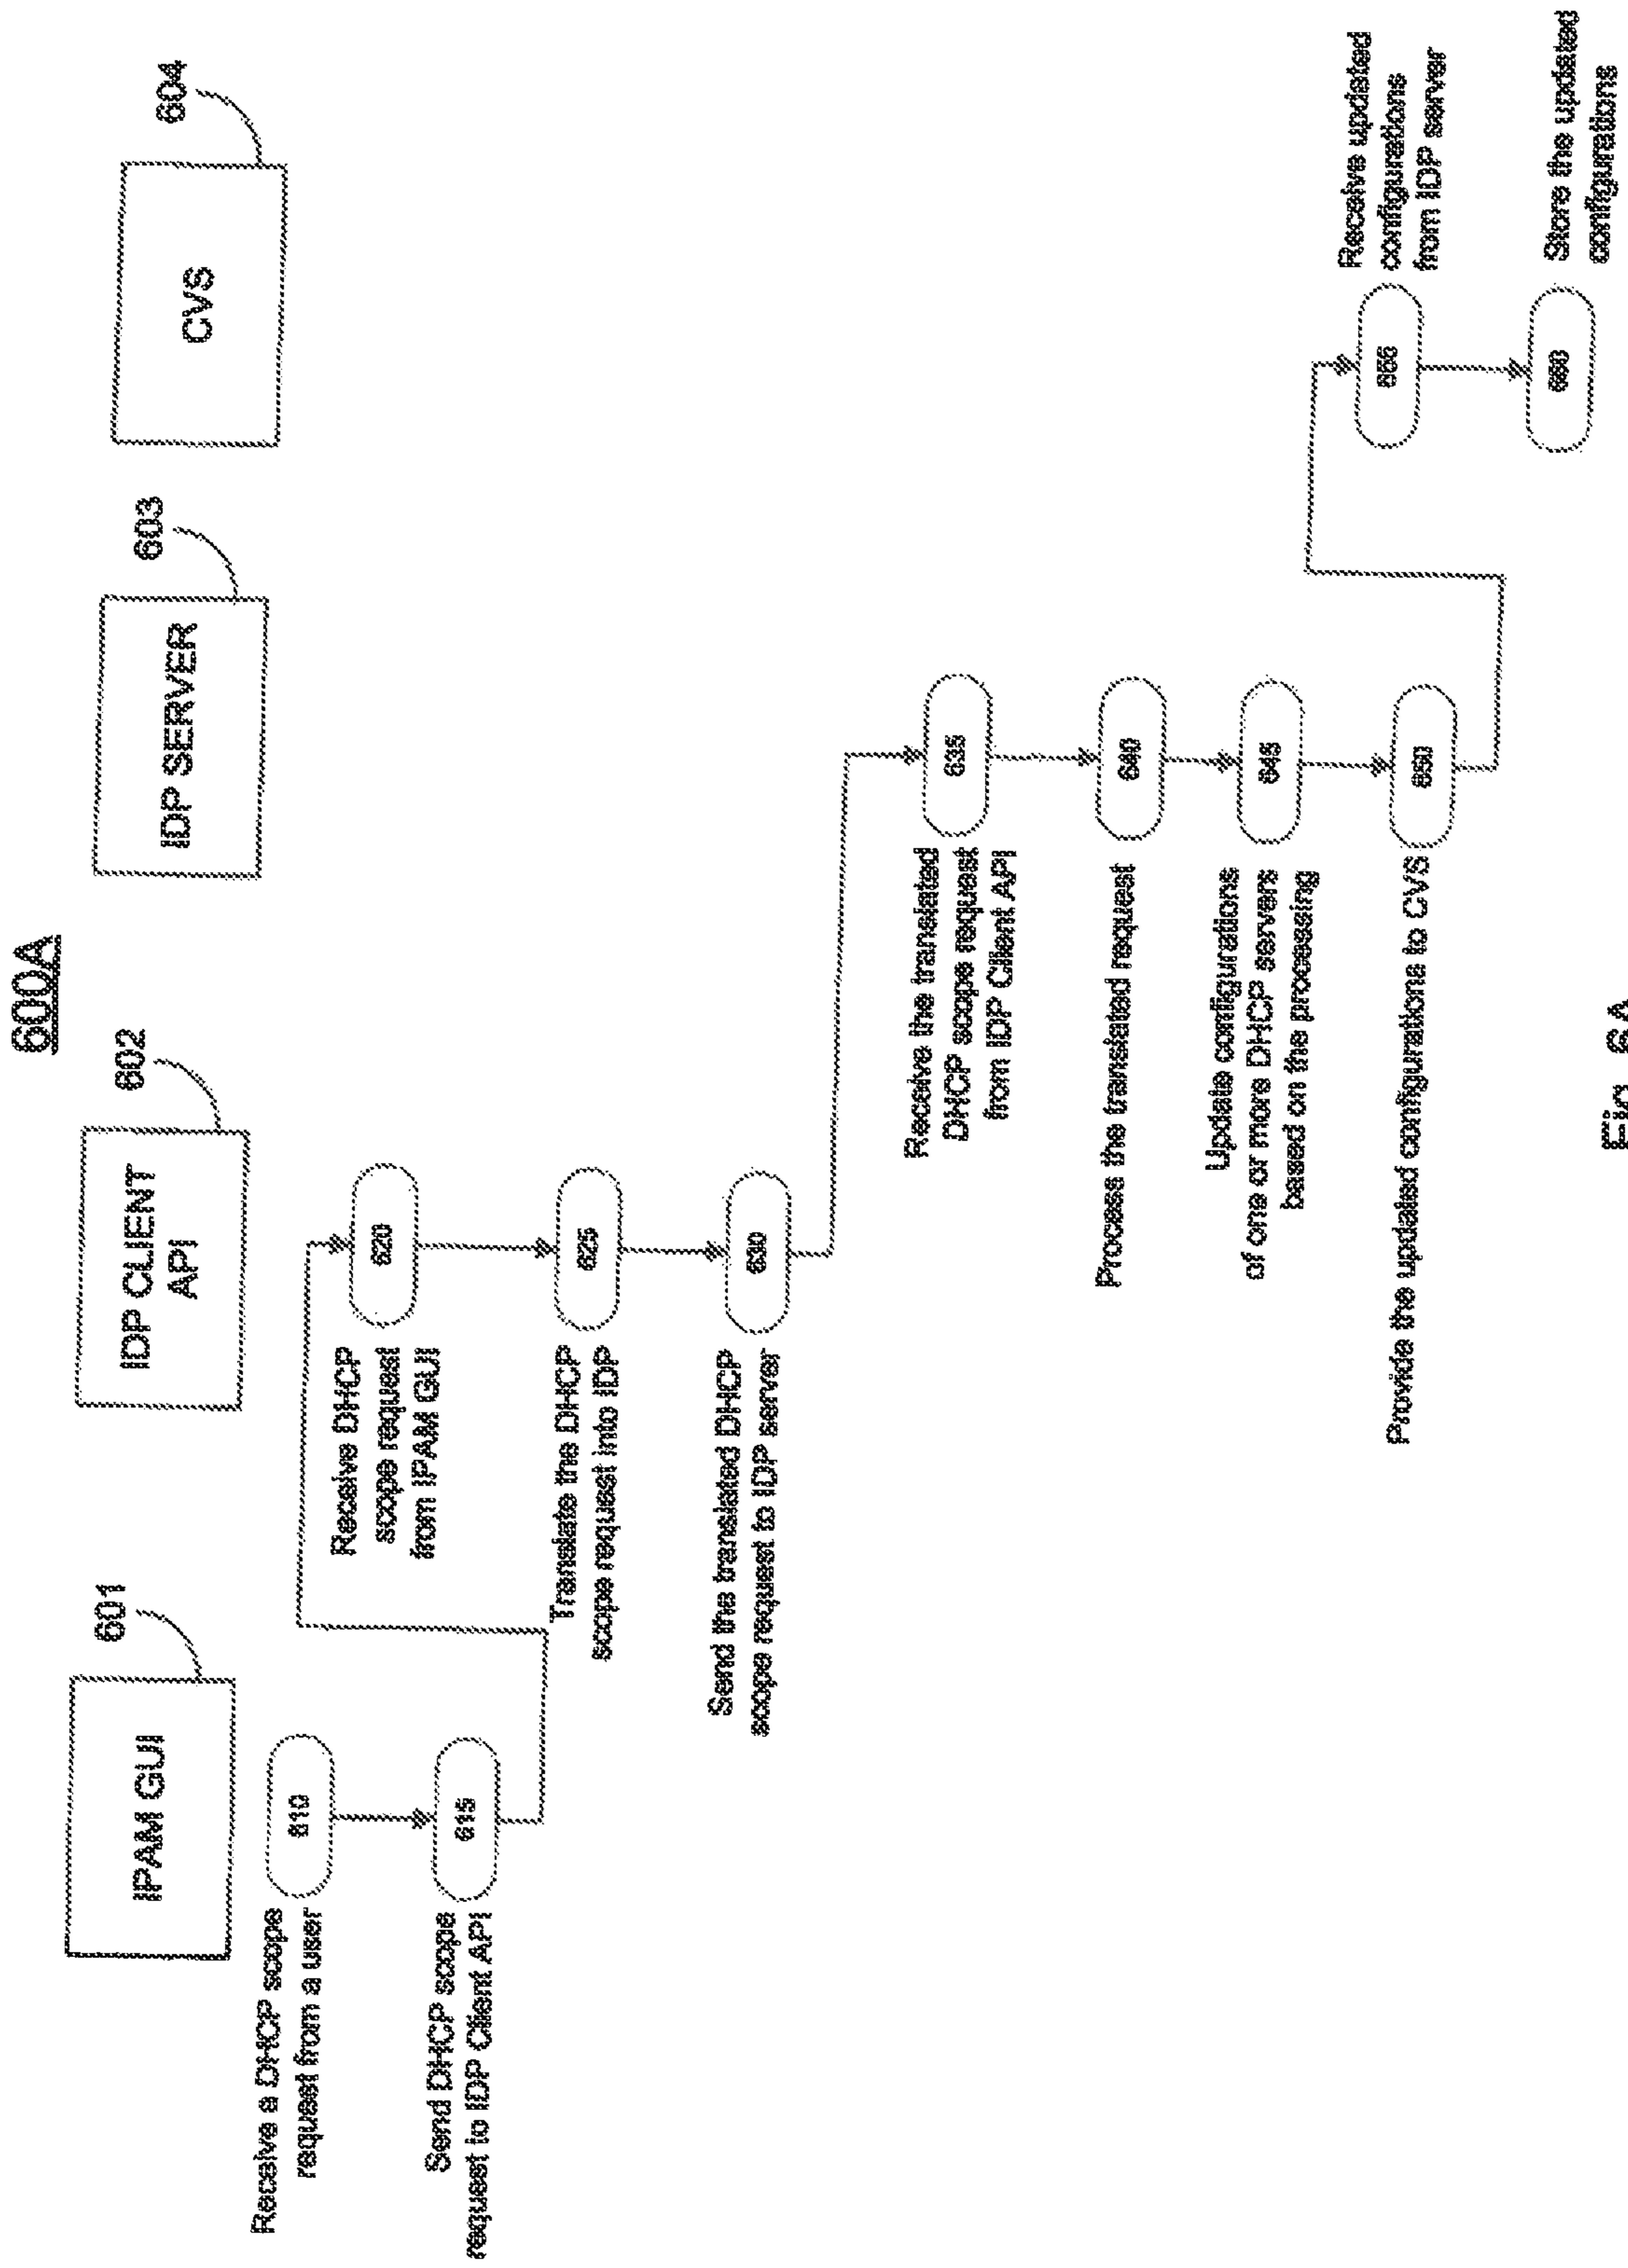 600A
601
IPAM GUI
602
IDP CLIENT
API
603
IDP SERVER
604
CVS
Receive a DHCP scope
request from a user
610
Send DHCP scope
request to IDP Client API
615
Receive DHCP
scope request
from IPAM GUI
620
Translate the DHCP
scope request into IDP
625
Send the translated DHCP
scope request to IDP server
630
Receive the translated
DHCP scope request
from IDP Client API
635
Process the translated request
640
Update configurations
of one or more DHCP servers
based on the processing
645
Provide the updated configurations to CVS
650
Receive updated
configurations
from IDP server
655
Store the updated
configurations
660
Fig. 6A